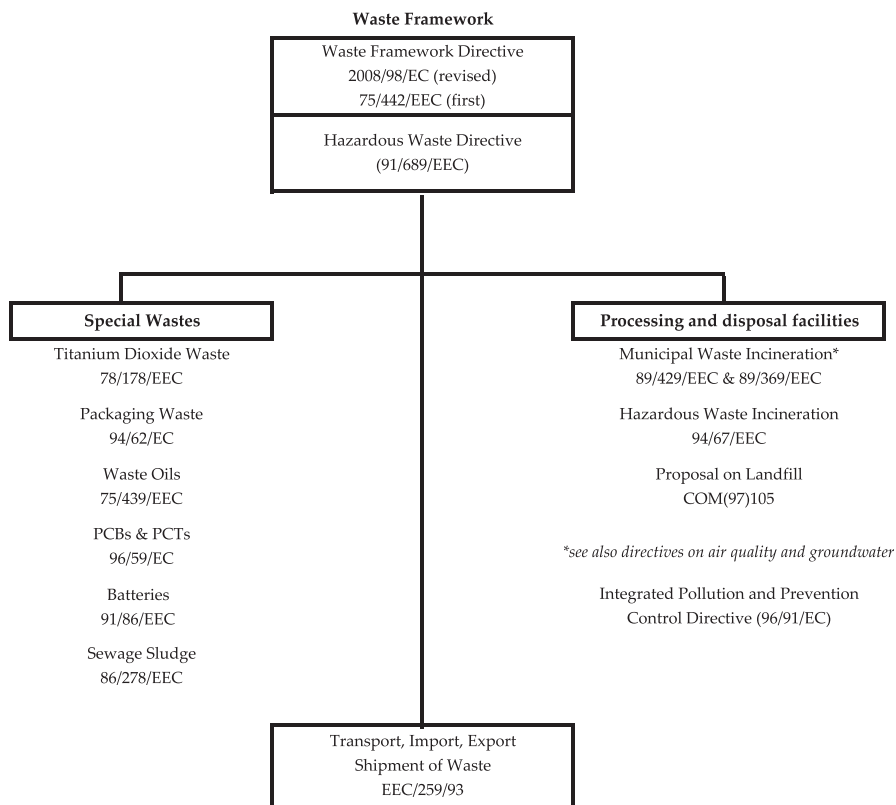 Waste Framework
Waste Framework Directive
2008/98/EC (revised)
75/442/EEC (first)
Hazardous Waste Directive
(91/689/EEC)
Special Wastes
Titanium Dioxide Waste
78/178/EEC
Packaging Waste
94/62/EC
Waste Oils
75/439/EEC
PCBs & PCTs
96/59/EC
Batteries
91/86/EEC
Sewage Sludge
86/278/EEC
Processing and disposal facilities
Municipal Waste Incineration*
89/429/EEC & 89/369/EEC
Hazardous Waste Incineration
94/67/EEC
Proposal on Landfill
COM(97)105
*see also directives on air quality and groundwater
Integrated Pollution and Prevention
Control Directive (96/91/EC)
Transport, Import, Export
Shipment of Waste
EEC/259/93